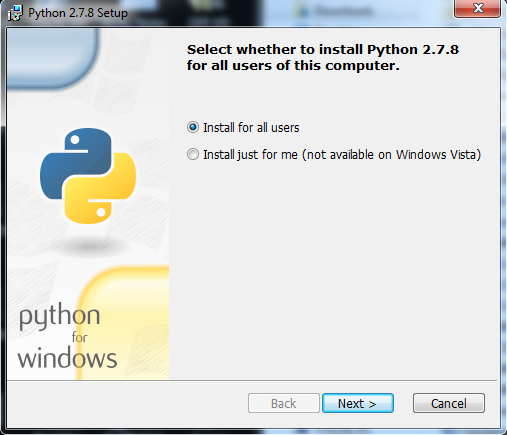 Python 2.7.8 Setup
Select whether to install Python 2.7.8
for all users of this computer.
Install for all users
Install just for me (not available on Windows Vista)
python
for
windows
Back
Next >
Cancel